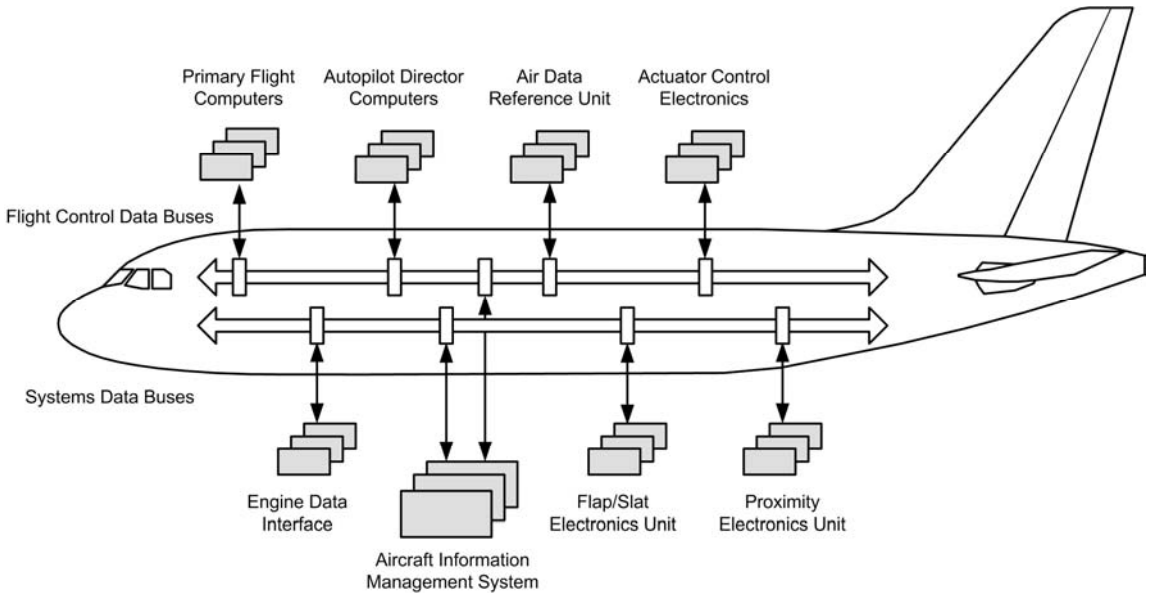 Primary Flight
Computers
Autopilot Director
Computers
Air Data
Reference Unit
Actuator Control
Electronics
Flight Control Data Buses
Systems Data Buses
Engine Data
Interface
Aircraft Information
Management System
Flap/Slat
Electronics Unit
Proximity
Electronics Unit